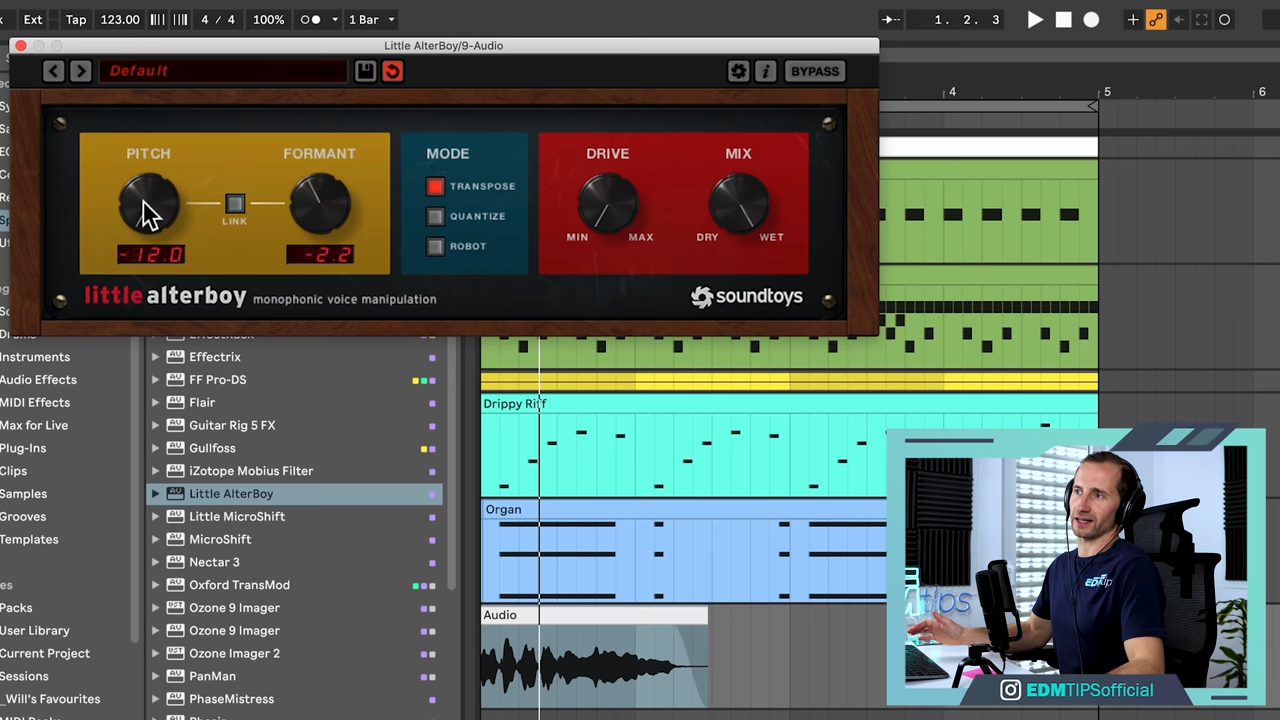 Ext Tap 123.00 4 / 4 100% 1 Bar 1. 2. 3
Little AlterBoy/9-Audio
Default
BYPASS
4 5 6
PITCH FORMANT MODE DRIVE MIX
TRANSPOSE
LINK
QUANTIZE
MIN MAX DRY WET
ROBOT
-12.0 -2.2
littlealterboy monophonic voice manipulation soundtoys
Instruments
Audio Effects
MIDI Effects
Max for Live
Plug-Ins
Clips
Samples
Grooves
Templates
Packs
User Library
Current Project
Sessions
_Will's Favourites
Effectrix
FF Pro-DS
Flair
Guitar Rig 5 FX
Gullfoss
iZotope Mobius Filter
Little AlterBoy
Little MicroShift
MicroShift
Nectar 3
Oxford TransMod
Ozone 9 Imager
Ozone 9 Imager
Ozone Imager 2
PanMan
PhaseMistress
Drippy Riff
Organ
Audio
EDMTIPSofficial